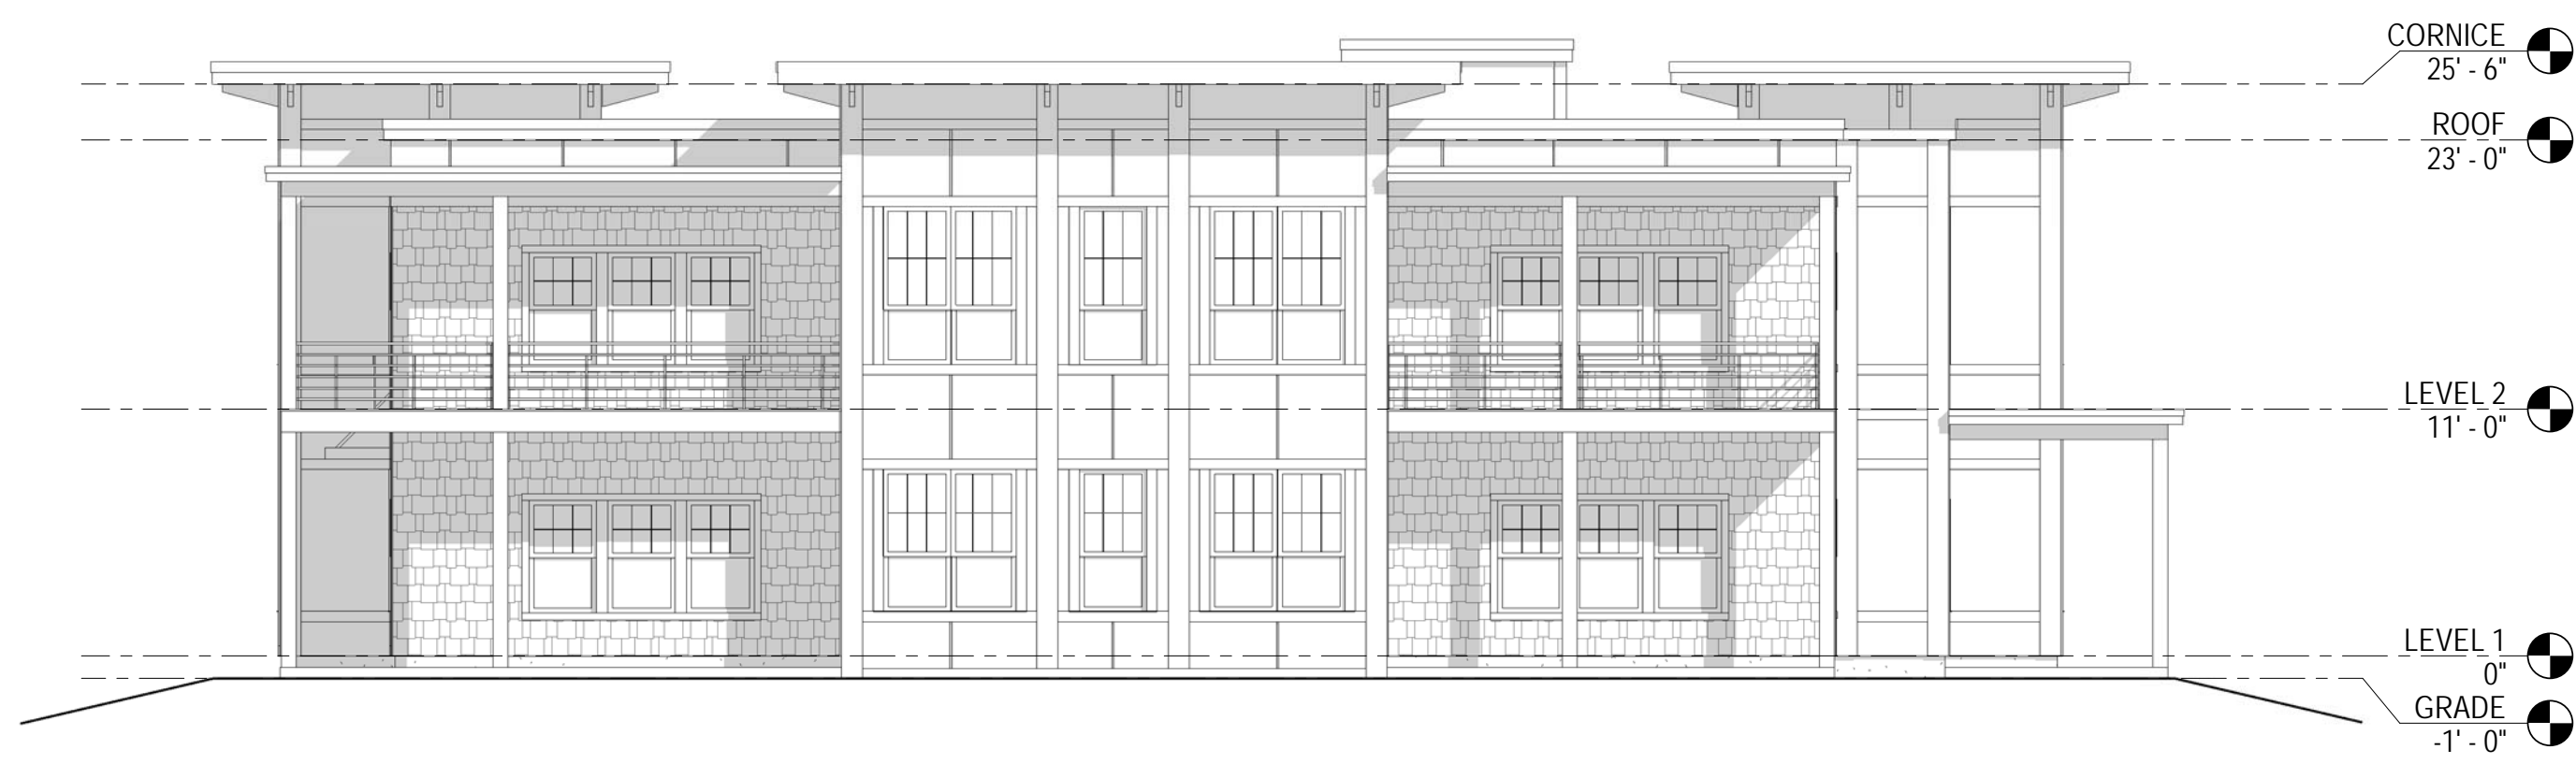 CORNICE
25' - 6"
ROOF
23' - 0"
LEVEL 2
11' - 0"
LEVEL 1
0"
GRADE
-1' - 0"